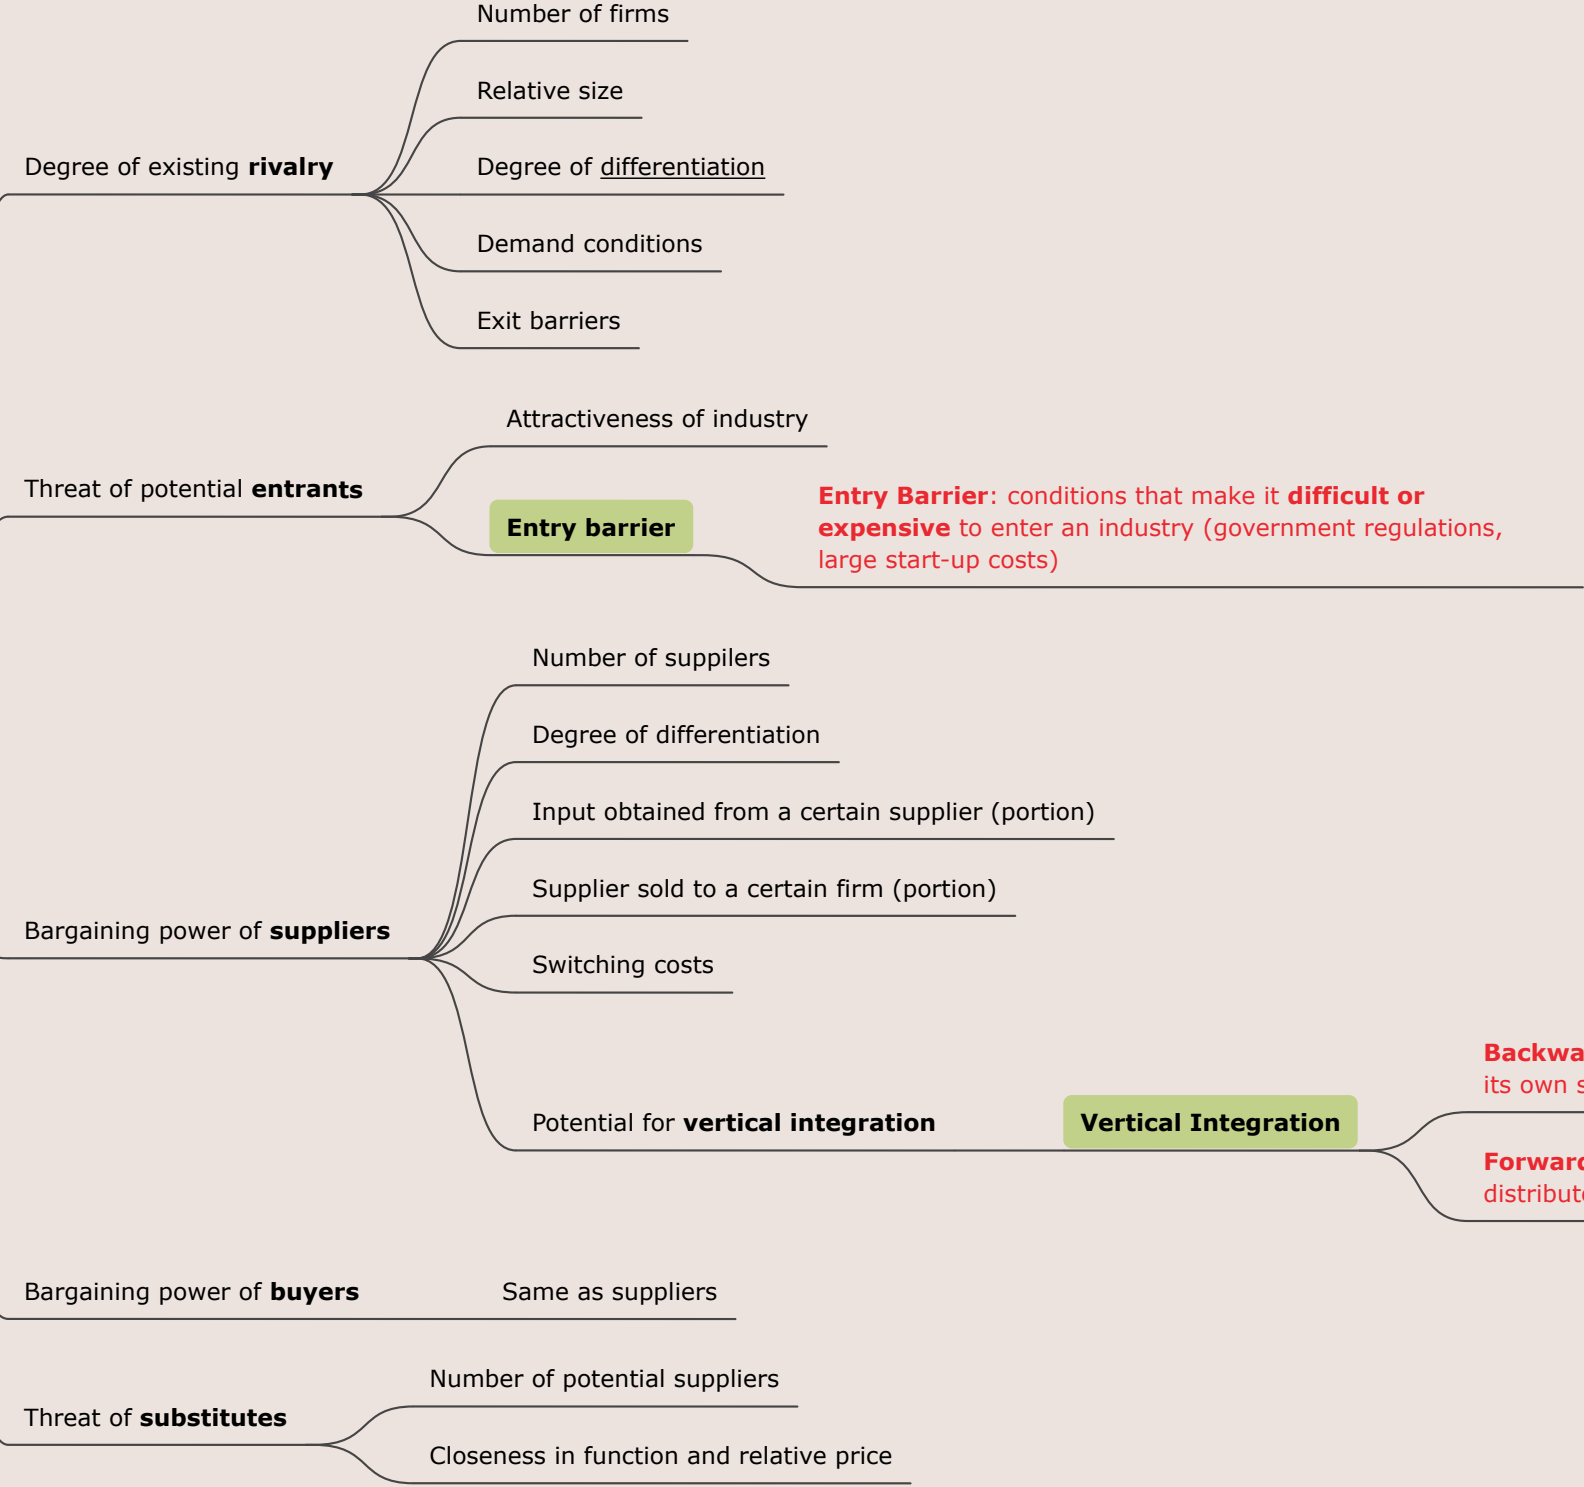 Number of firms
Relative size
Degree of existing rivalry
Degree of differentiation
Demand conditions
Exit barriers
Attractiveness of industry
Threat of potential entrants
Entry barrier
Entry Barrier: conditions that make it difficult or
expensive to enter an industry (government regulations,
large start-up costs)
Number of suppilers
Degree of differentiation
Input obtained from a certain supplier (portion)
Supplier sold to a certain firm (portion)
Bargaining power of suppliers
Switching costs
Potential for vertical integration
Vertical Integration
its own
Bargaining power of buyers
Same as suppliers
Number of potential suppliers
Threat of substitutes
Closeness in function and relative price